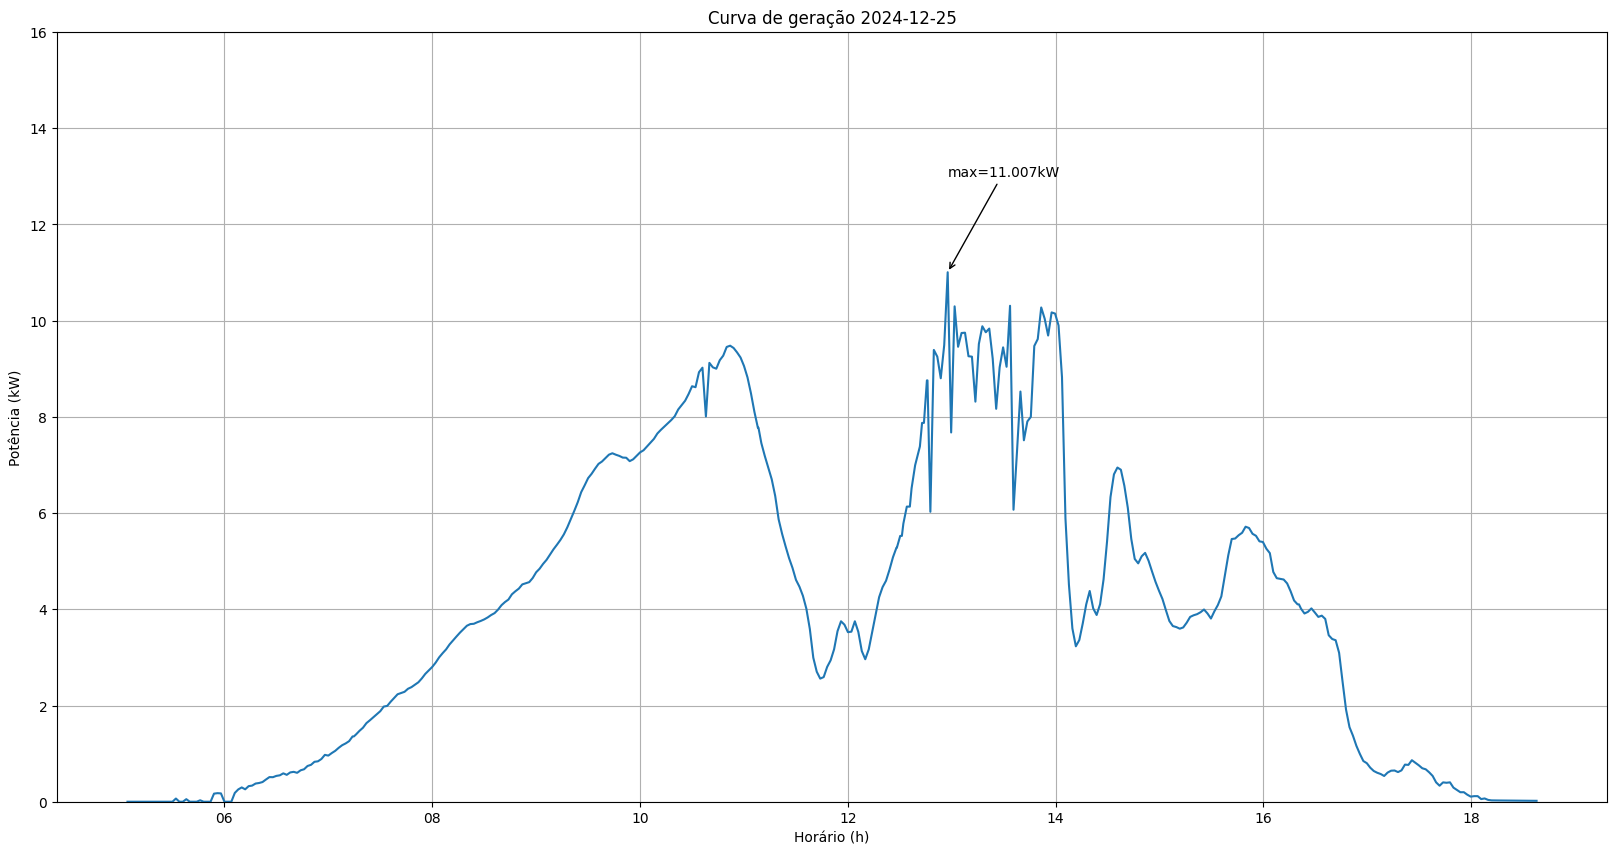 Curva de geração 2024-12-25
16
14
max=11.007kW
12
10
8
6
4
2
0
Potência (kW)
06 08 10 12 14 16 18
Horário (h)